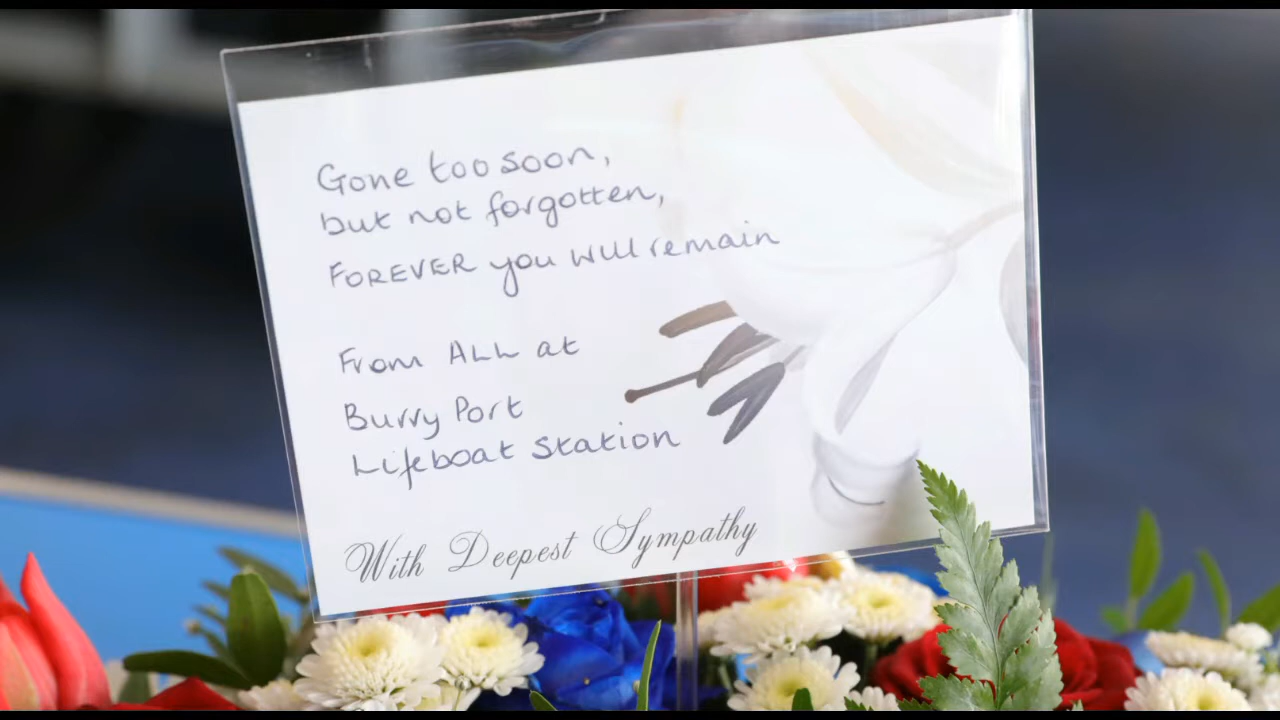 Gone too soon,
but not forgotten,
FOREVER you will remain
From ALL at
Burry Port
Lifeboat Station
With Deepest Sympathy